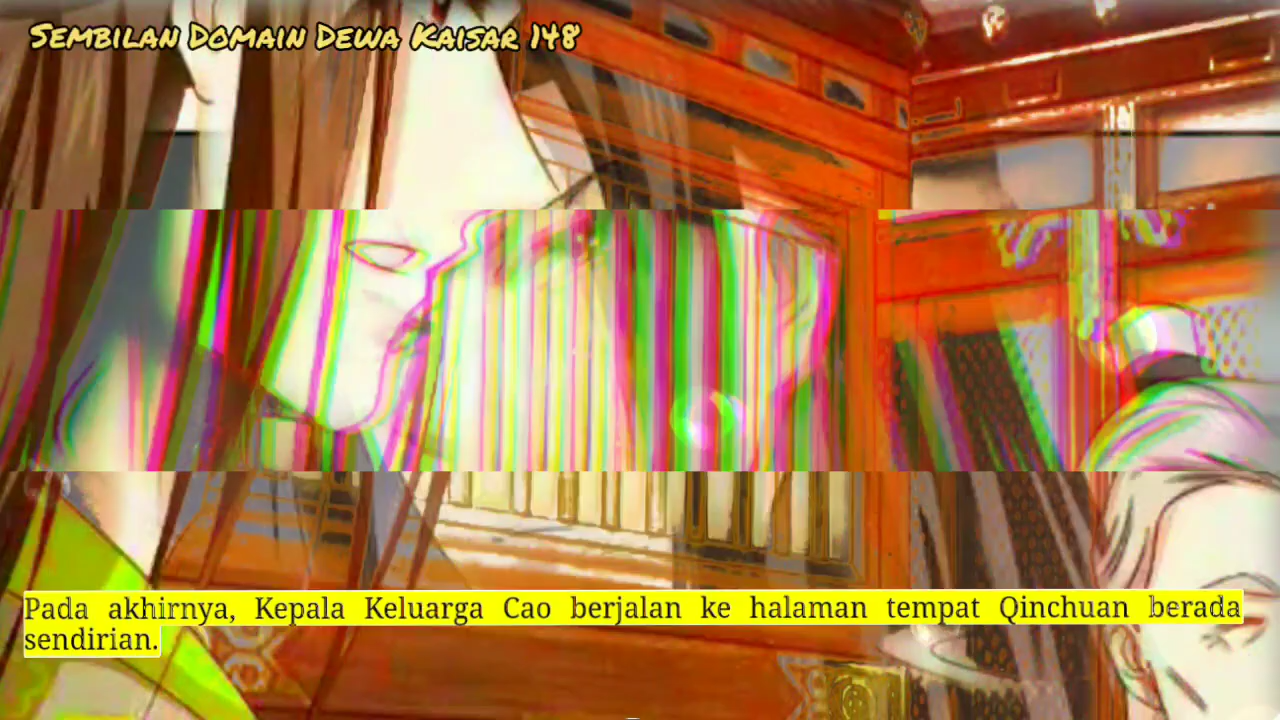 Sembilan Domain Dewa Kaisar 148
Pada akhirnya, Kepala Keluarga Cao berjalan ke halaman tempat Qinchuan berada
sendirian.